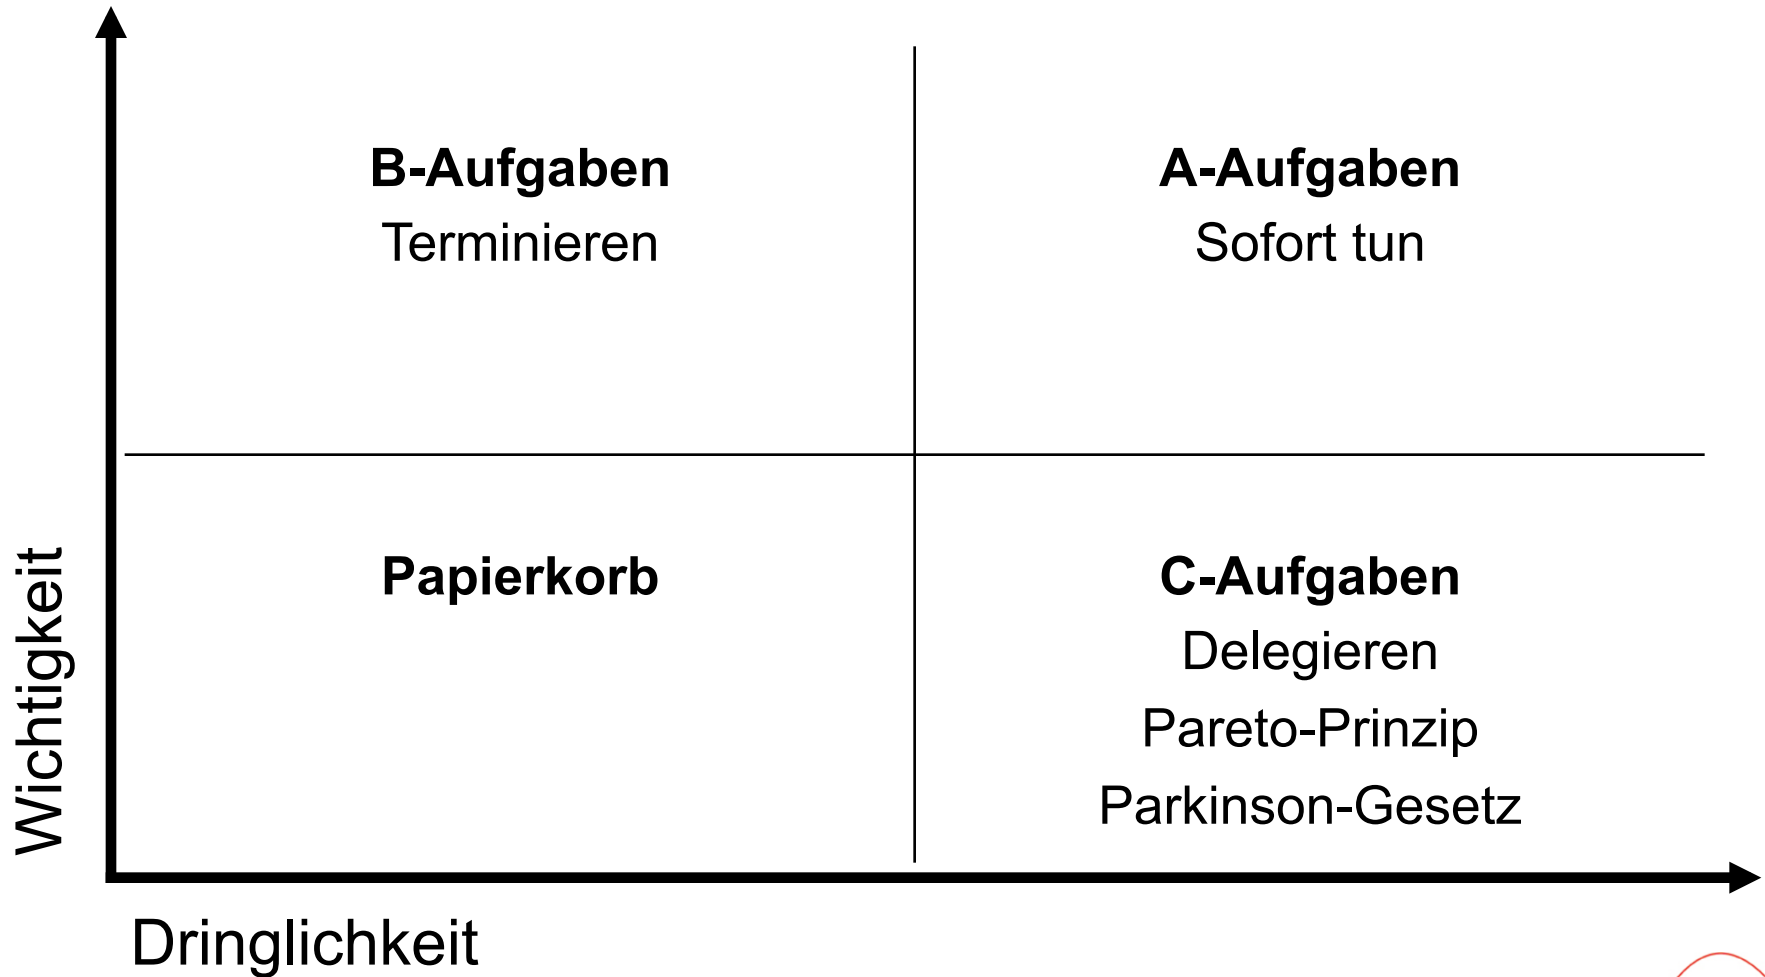 B-Aufgaben
Terminieren
A-Aufgaben
Sofort tun
Papierkorb
C-Aufgaben
Delegieren
Pareto-Prinzip
Parkinson-Gesetz
Wichtigkeit
Dringlichkeit